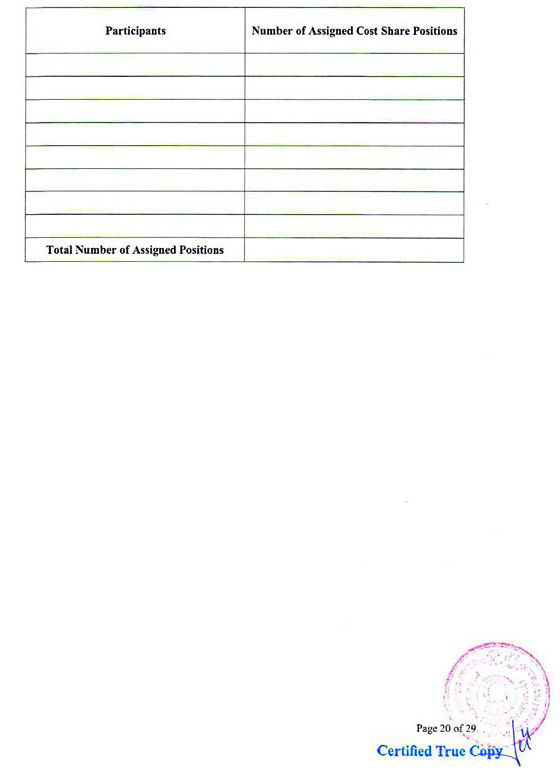 Participants Number of Assigned Cost Share Positions
Total Number of Assigned Positions
Page 20 of 29
Certified True Copy